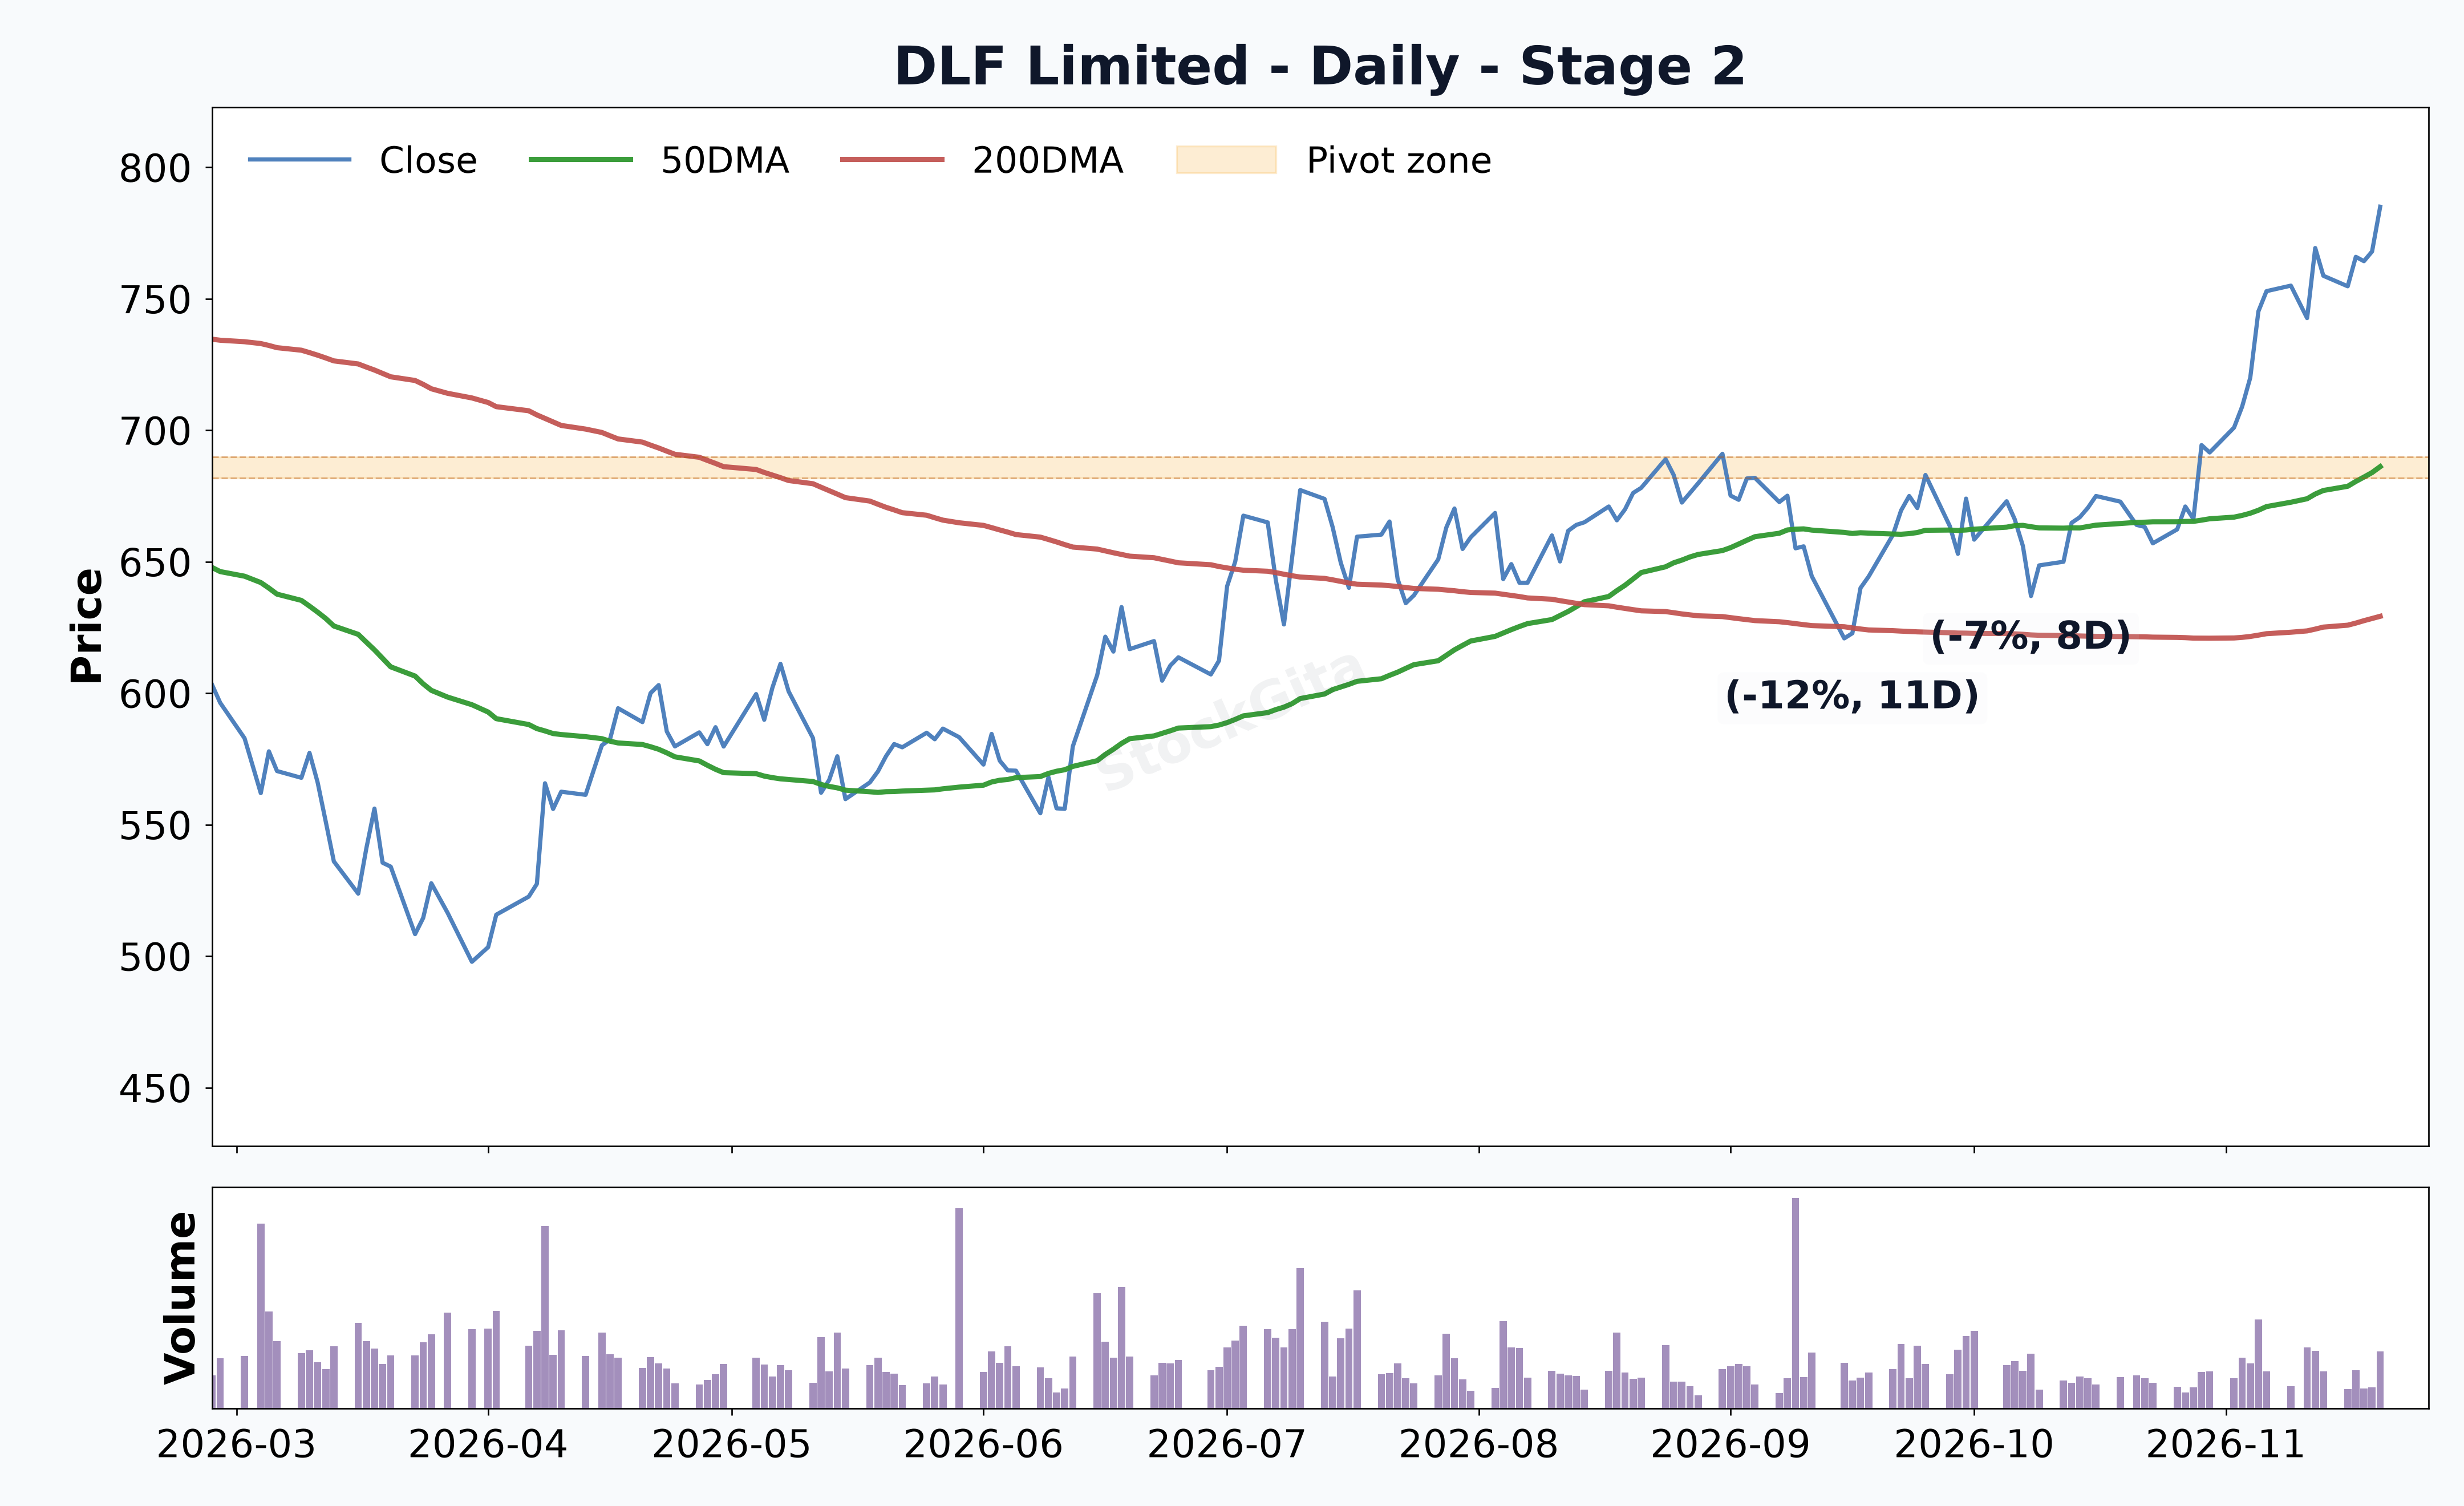 DLF Limited - Daily - Stage 2
Close 50DMA 200DMA Pivot zone
800
750
700
650
600
550
500
450
Price
(-7%, 8D)
(-12%, 11D)
StockGita
Volume
2026-03 2026-04 2026-05 2026-06 2026-07 2026-08 2026-09 2026-10 2026-11